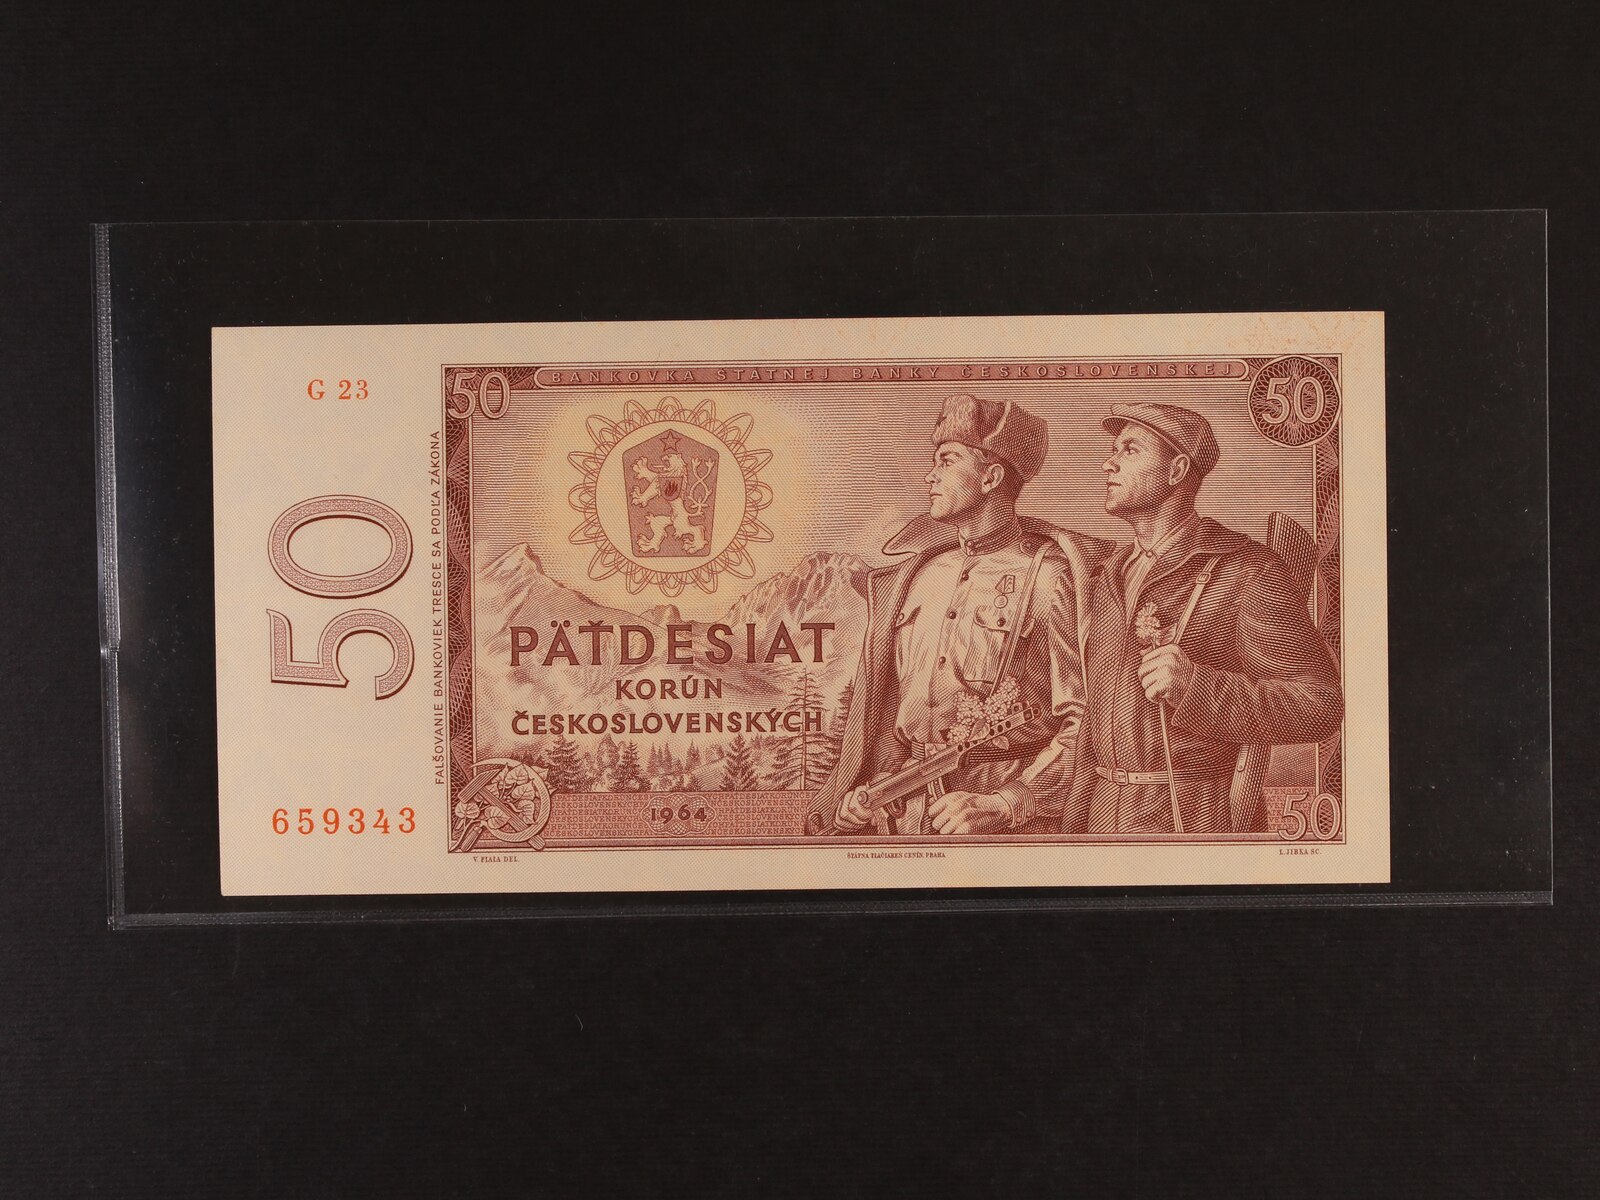 G 23
50
BANKOVKA ŠTÁTNEJ BANKY ČESKOSLOVENSKEJ
50
50
FALŠOVANIE BANKOVIEK TRESCE SA PODĽA ZÁKONA
PÄŤDESIAT
KORÚN
ČESKOSLOVENSKÝCH
659343
1964
50
V. FIALA DEL.
ŠTÁTNA TLAČIAREŇ CENÍN, PRAHA
L. JIRKA SC.